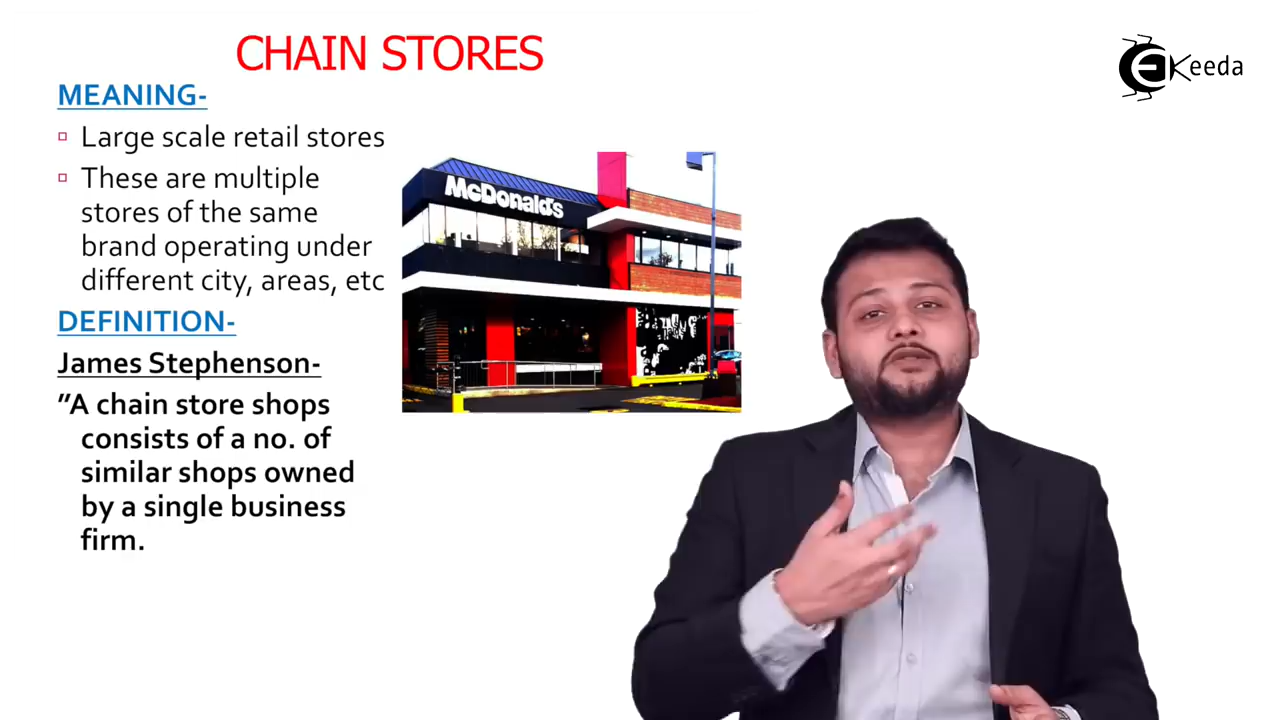 CHAIN STORES
MEANING-
Large scale retail stores
These are multiple
stores of the same
brand operating under
different city, areas, etc
DEFINITION-
James Stephenson-
”A chain store shops
consists of a no. of
similar shops owned
by a single business
firm.
McDonald's
eKeeda